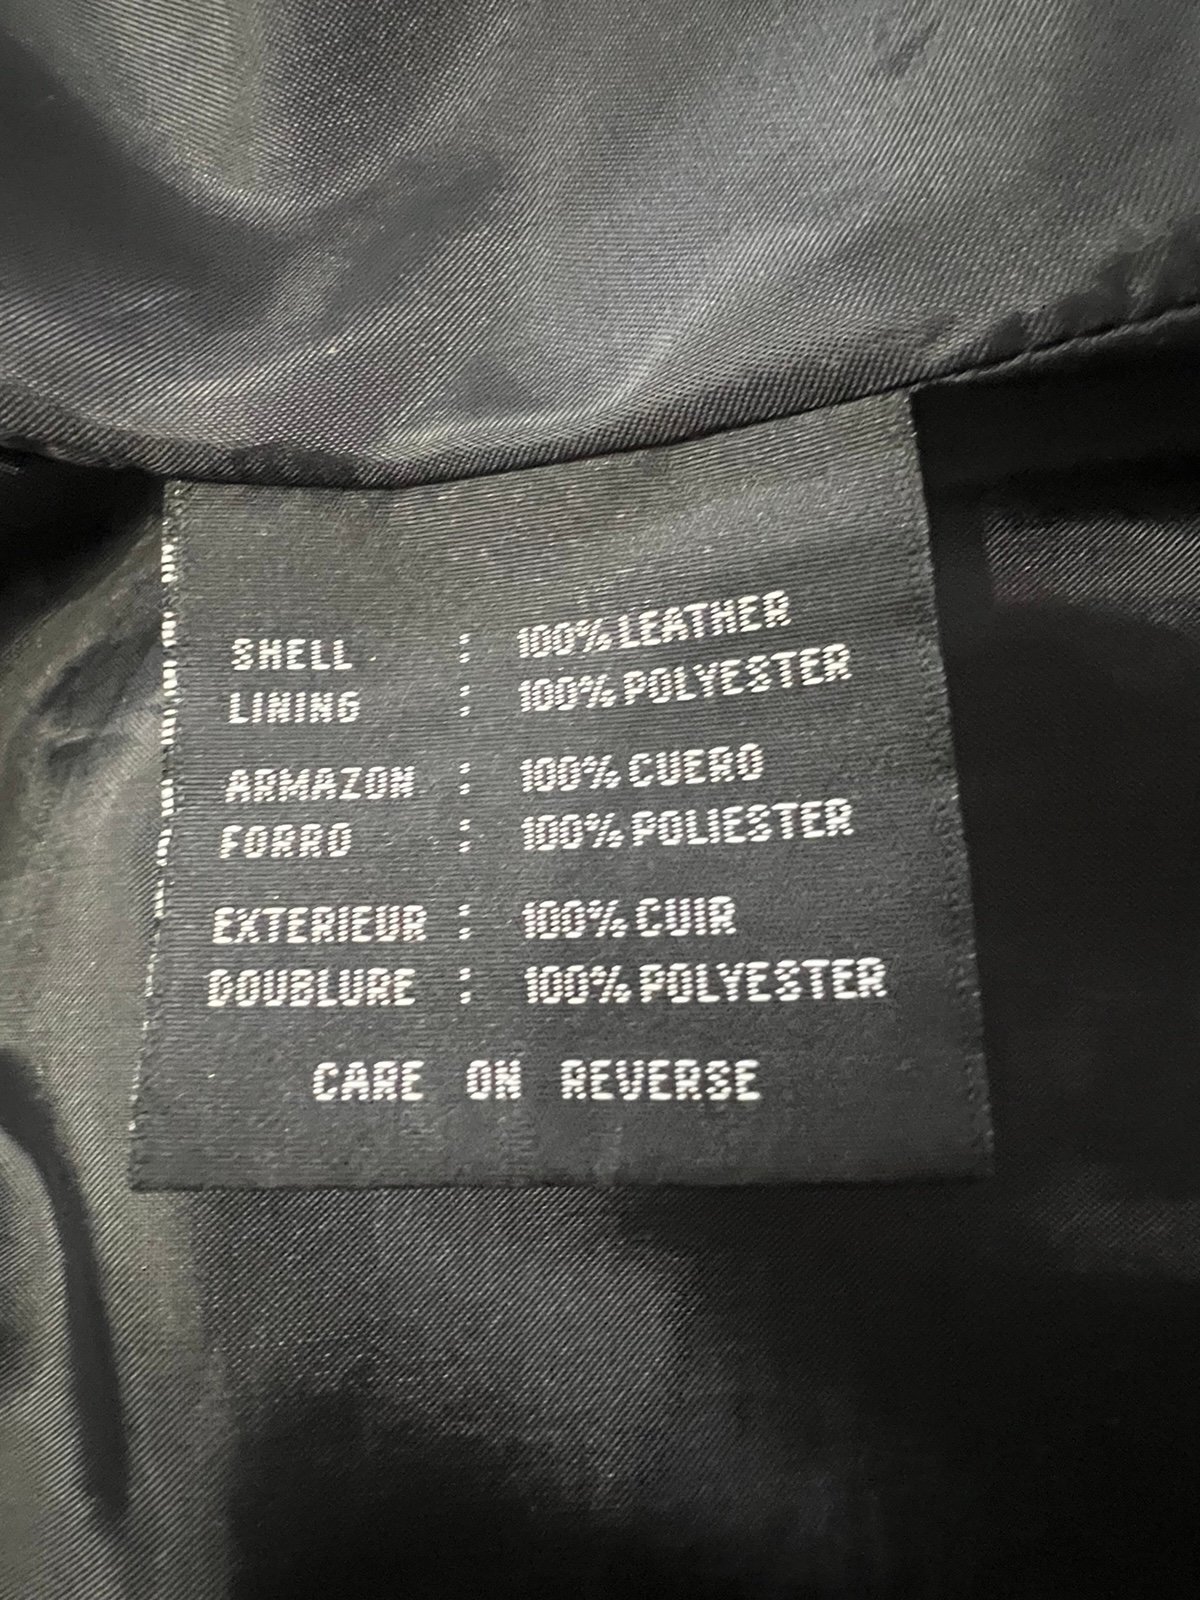 SHELL : 100% LEATHER
LINING : 100% POLYESTER
ARMAZON : 100% CUERO
FORRO : 100% POLIESTER
EXTERIEUR : 100% CUIR
DOUBLURE : 100% POLYESTER
CARE ON REVERSE